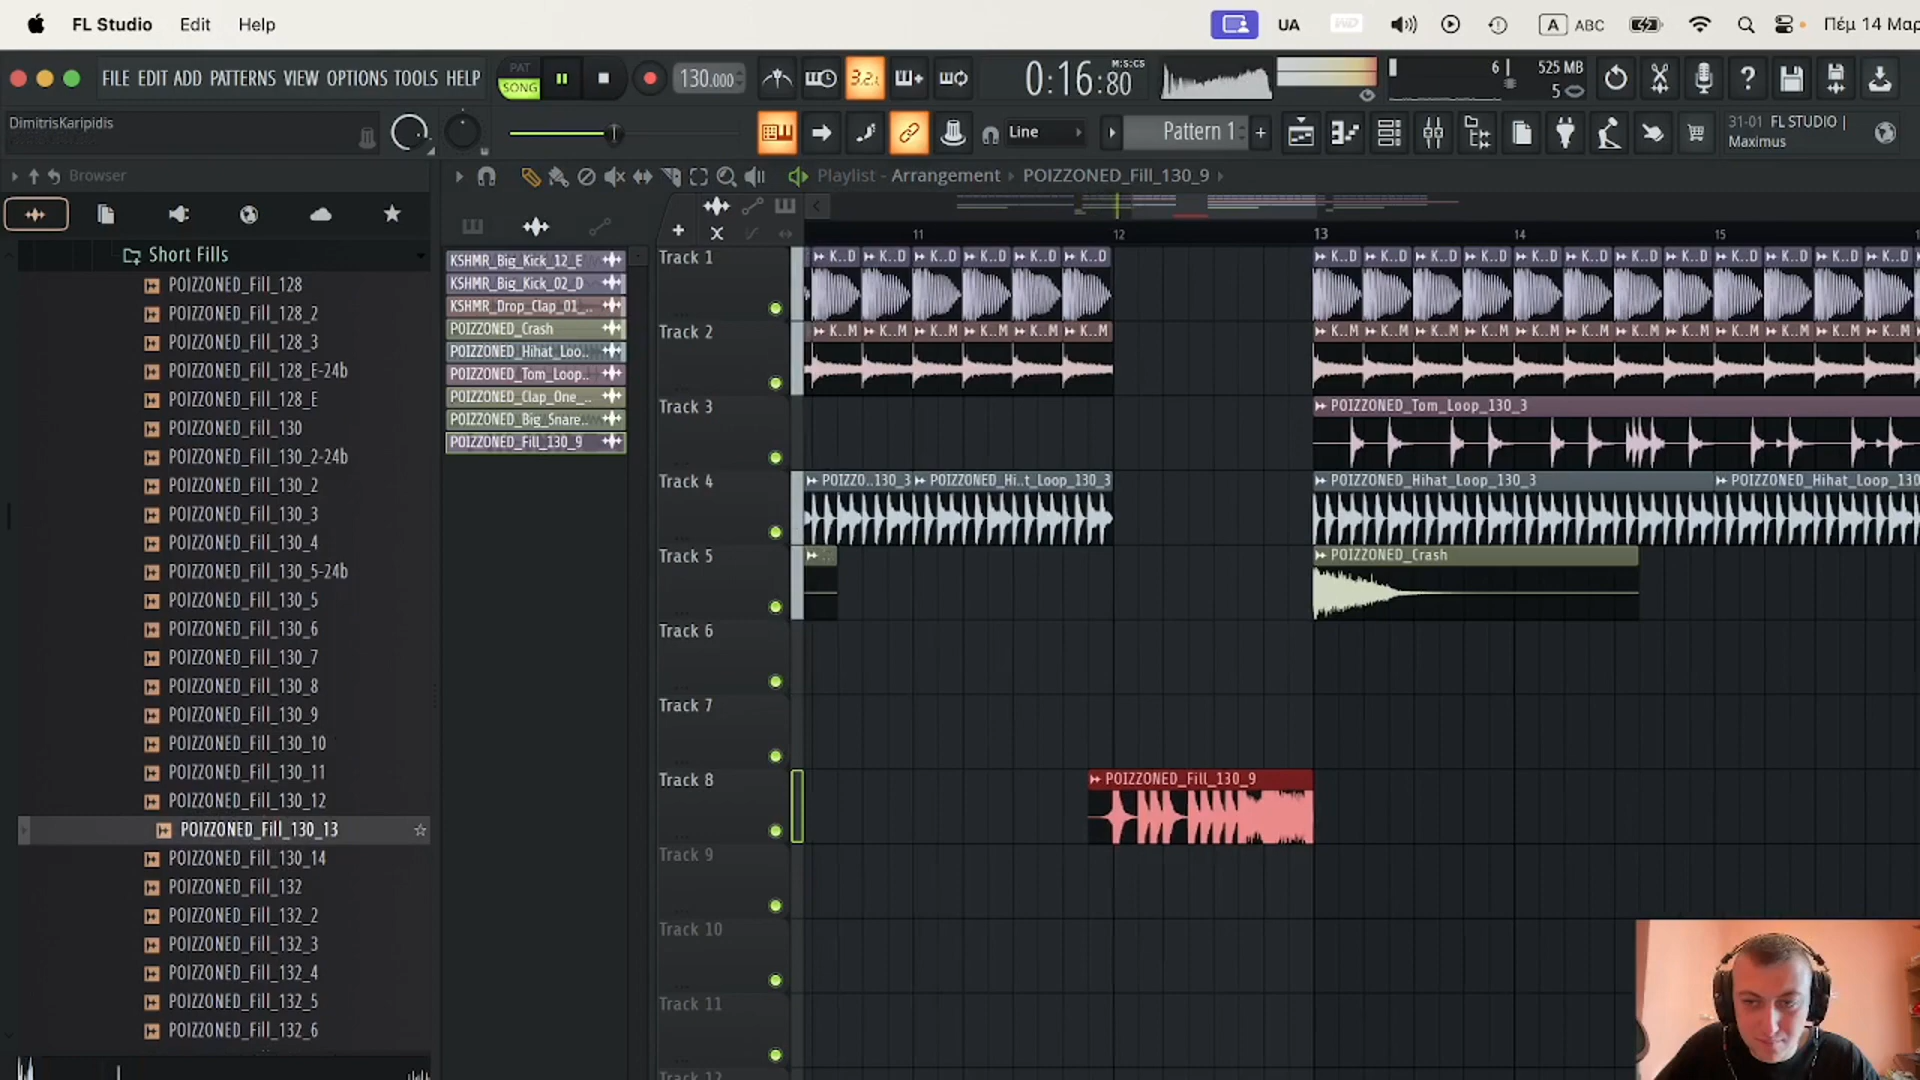 FL Studio Edit Help UA ABC Πέμ 14 Μαρ
FILE EDIT ADD PATTERNS VIEW OPTIONS TOOLS HELP
PAT
SONG
130.000
3.2.
0:16:80
M:S:CS
6
525 MB
5
DimitrisKaripidis
Line
Pattern 1
31-01 FL STUDIO |
Maximus
Browser
Playlist - Arrangement POIZZONED_Fill_130_9
Short Fills
POIZZONED_Fill_128
POIZZONED_Fill_128_2
POIZZONED_Fill_128_3
POIZZONED_Fill_128_E-24b
POIZZONED_Fill_128_E
POIZZONED_Fill_130
POIZZONED_Fill_130_2-24b
POIZZONED_Fill_130_2
POIZZONED_Fill_130_3
POIZZONED_Fill_130_4
POIZZONED_Fill_130_5-24b
POIZZONED_Fill_130_5
POIZZONED_Fill_130_6
POIZZONED_Fill_130_7
POIZZONED_Fill_130_8
POIZZONED_Fill_130_9
POIZZONED_Fill_130_10
POIZZONED_Fill_130_11
POIZZONED_Fill_130_12
POIZZONED_Fill_130_13
POIZZONED_Fill_130_14
POIZZONED_Fill_132
POIZZONED_Fill_132_2
POIZZONED_Fill_132_3
POIZZONED_Fill_132_4
POIZZONED_Fill_132_5
POIZZONED_Fill_132_6
KSHMR_Big_Kick_12_E
KSHMR_Big_Kick_02_D
KSHMR_Drop_Clap_01_..
POIZZONED_Crash
POIZZONED_Hihat_Loo..
POIZZONED_Tom_Loop..
POIZZONED_Clap_One_..
POIZZONED_Big_Snare..
POIZZONED_Fill_130_9
11 12 13 14 15
Track 1
K..D K..D K..D K..D K..D K..D K..D K..D K..D K..D K..D K..D K..D K..D K..D K..D K..D K..D
Track 2
K..M K..M K..M K..M K..M K..M K..M K..M K..M K..M K..M K..M K..M K..M K..M K..M K..M K..M
Track 3
POIZZONED_Tom_Loop_130_3
Track 4
POIZZO..130_3 POIZZONED_Hi..t_Loop_130_3 POIZZONED_Hihat_Loop_130_3 POIZZONED_Hihat_Loop_130
Track 5
POIZZONED_Crash
Track 6
Track 7
Track 8
POIZZONED_Fill_130_9
Track 9
Track 10
Track 11
Track 12